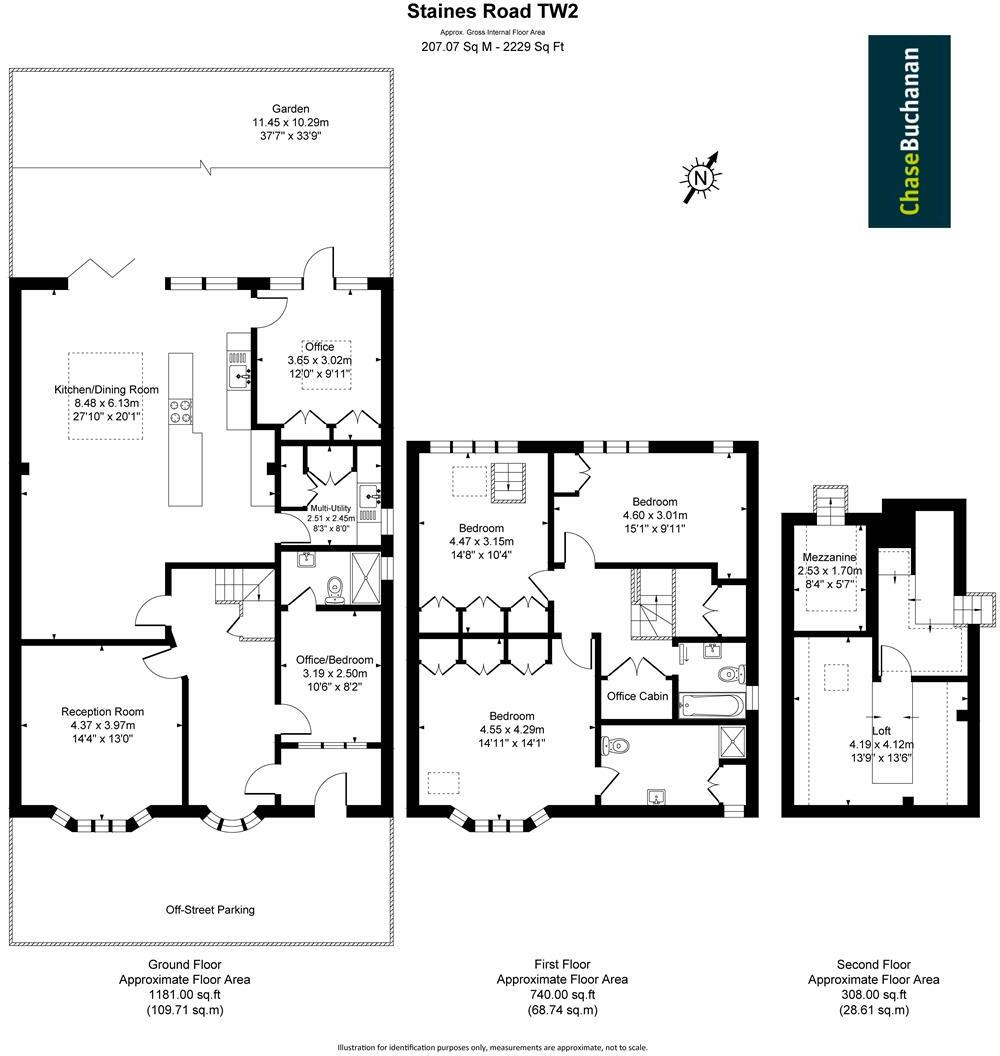 Staines Road TW2
Approx. Gross Internal Floor Area
207.07 Sq M - 2229 Sq Ft
ChaseBuchanan
Garden
11.45 x 10.29m
37'7" x 33'9"
N
Office
3.65 x 3.02m
12'0" x 9'11"
Kitchen/Dining Room
8.48 x 6.13m
27'10" x 20'1"
Multi-Utility
2.51 x 2.45m
8'3" x 8'0"
Office/Bedroom
3.19 x 2.50m
10'6" x 8'2"
Reception Room
4.37 x 3.97m
14'4" x 13'0"
Off-Street Parking
Bedroom
4.47 x 3.15m
14'8" x 10'4"
Bedroom
4.60 x 3.01m
15'1" x 9'11"
Office Cabin
Bedroom
4.55 x 4.29m
14'11" x 14'1"
Mezzanine
2.53 x 1.70m
8'4" x 5'7"
Loft
4.19 x 4.12m
13'9" x 13'6"
Ground Floor
Approximate Floor Area
1181.00 sq.ft
(109.71 sq.m)
First Floor
Approximate Floor Area
740.00 sq.ft
(68.74 sq.m)
Second Floor
Approximate Floor Area
308.00 sq.ft
(28.61 sq.m)
Illustration for identification purposes only, measurements are approximate, not to scale.